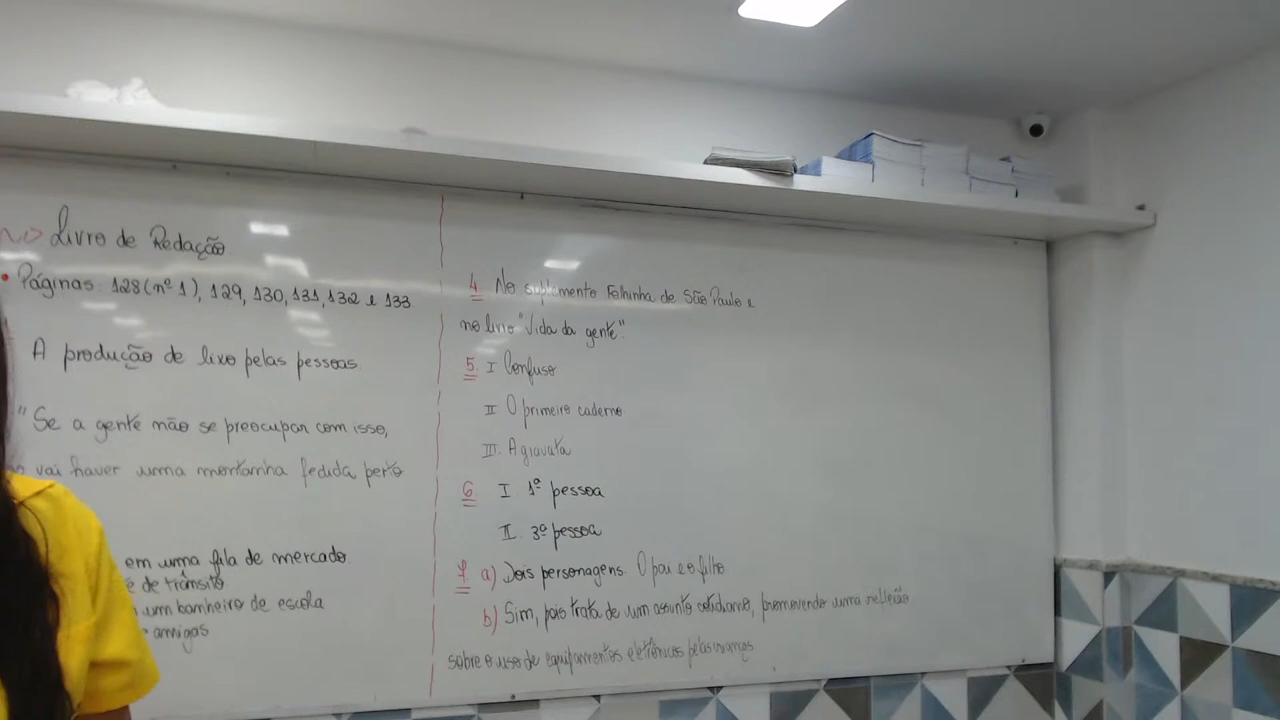 NO Livro de Redação
• Páginas: 128 (nº 1), 129, 130, 131, 132 e 133
A produção de lixo pelas pessoas.
"Se a gente não se preocupar com isso,
vai haver uma montanha fedida perto
em uma fila de mercado
de trânsito
um banheiro de escola
amigas
4. No suplemento Folhinha de São Paulo e
no livro "Vida da gente".
5. I Confuso
II O primeiro caderno
III. A gravata
6. I 1ª pessoa
II. 3ª pessoa
7. a) Dois personagens. O pai e o filho
b) Sim, pois trata de um assunto cotidiano, promovendo uma reflexão
sobre o uso de equipamentos eletrônicos pelas crianças